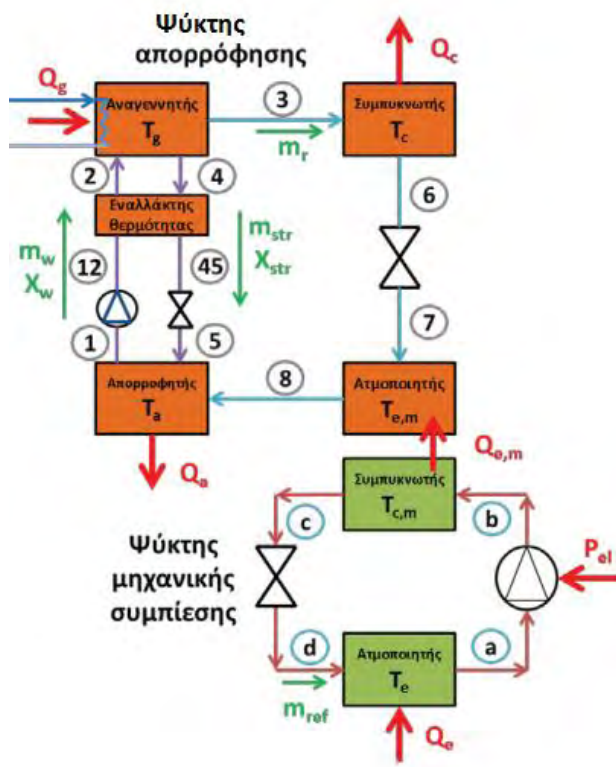 Ψύκτης
απορρόφησης
Q_g
Αναγεννητής
T_g
3
m_r
Q_c
Συμπυκνωτής
T_c
2
4
6
Εναλλάκτης
θερμότητας
m_w
X_w
12
45
m_str
X_str
1
5
7
Απορροφητής
T_a
8
Ατμοποιητής
T_e,m
Q_a
Q_e,m
Συμπυκνωτής
T_c,m
c
b
Ψύκτης
μηχανικής
συμπίεσης
P_el
d
m_ref
Ατμοποιητής
T_e
a
Q_e